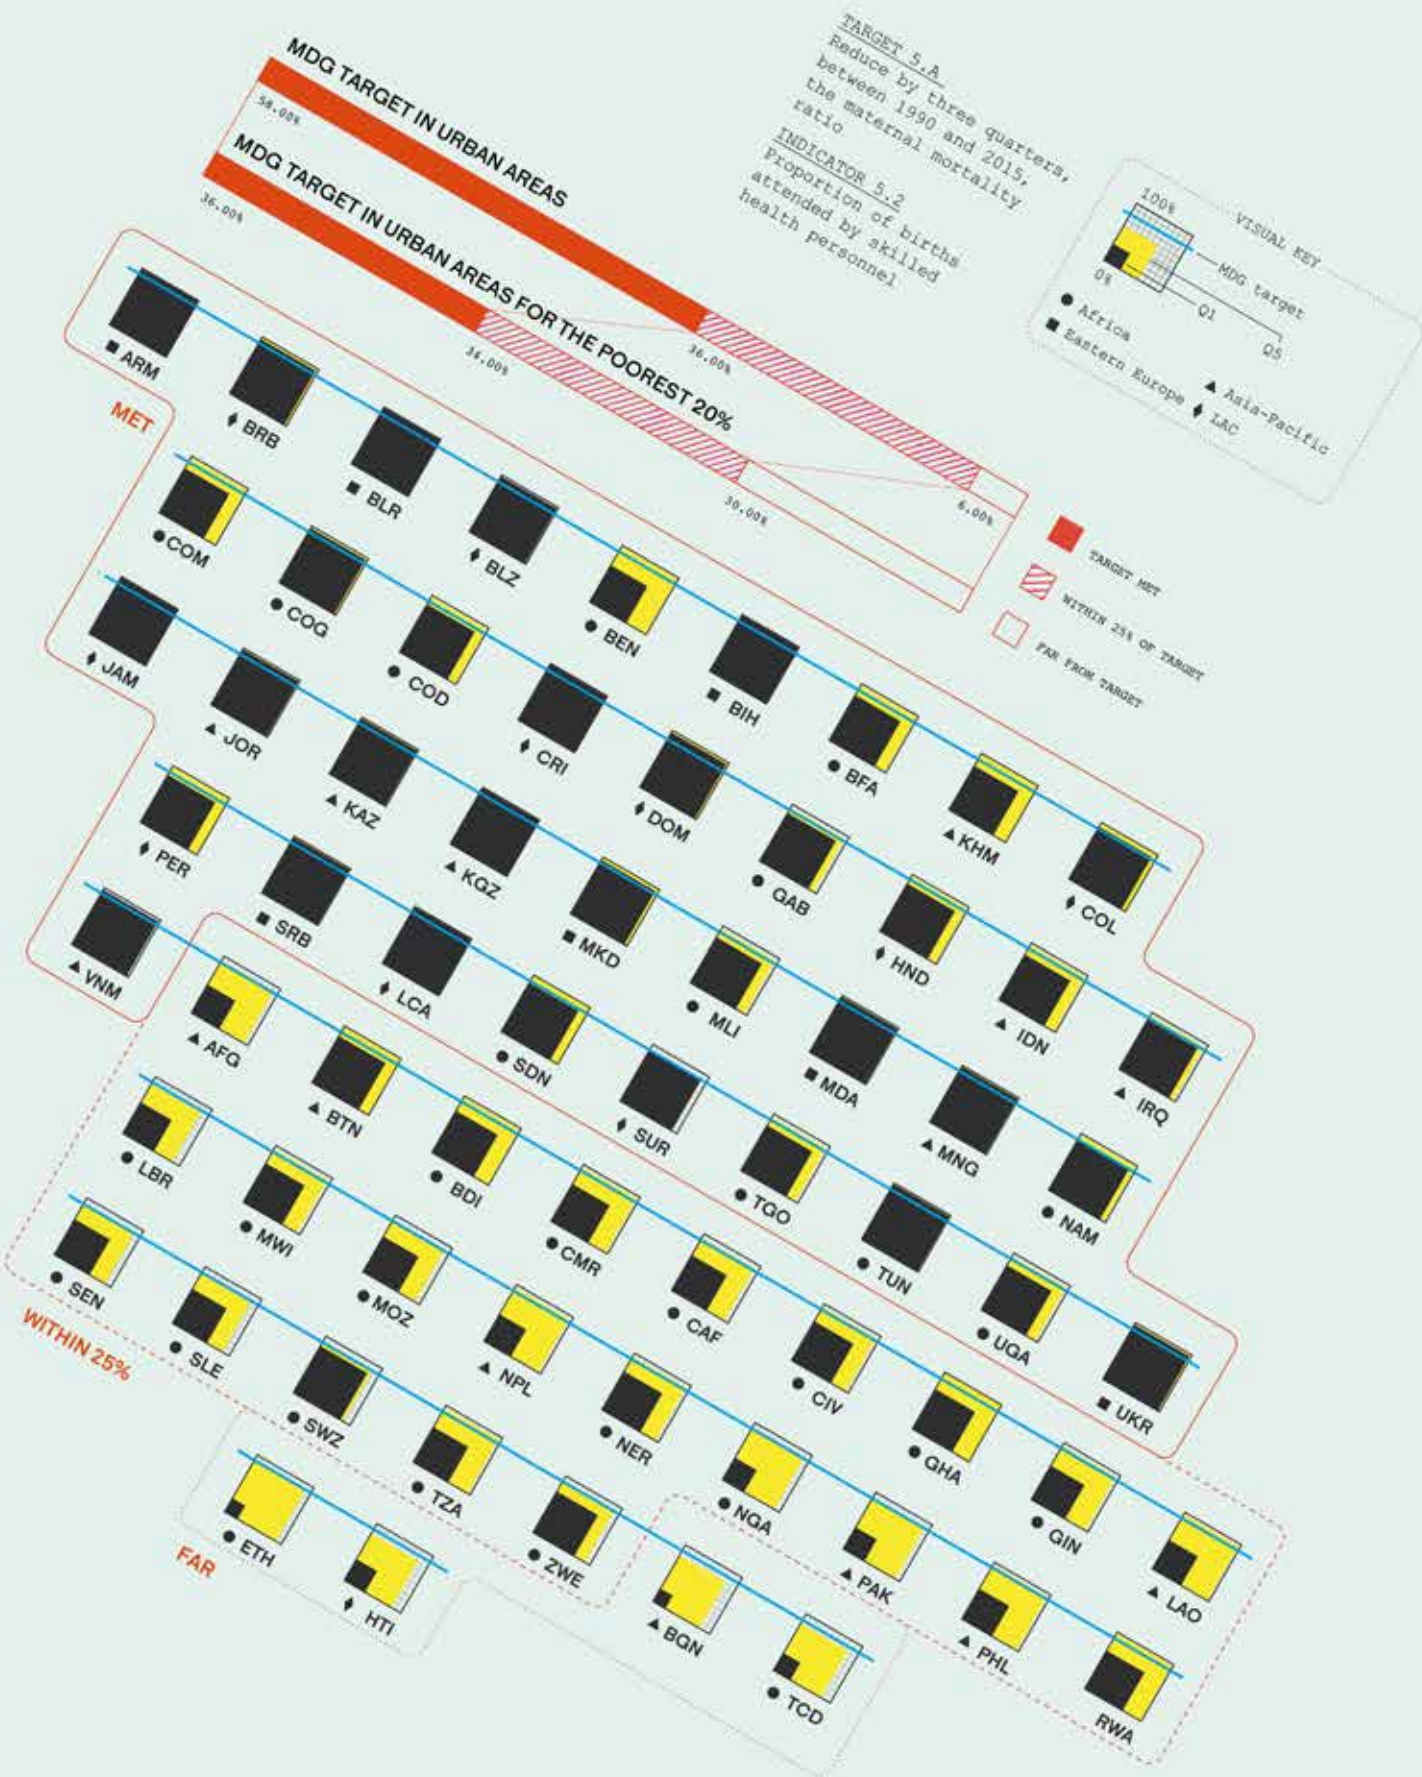 MDG TARGET IN URBAN AREAS
58.00%
36.00%
6.00%
MDG TARGET IN URBAN AREAS FOR THE POOREST 20%
36.00%
34.00%
30.00%
TARGET 5.A
Reduce by three quarters,
between 1990 and 2015,
the maternal mortality
ratio
INDICATOR 5.2
Proportion of births
attended by skilled
health personnel
VISUAL KEY
100%
0%
MDG target
Q1
Q5
Africa
Eastern Europe
Asia-Pacific
LAC
TARGET MET
WITHIN 25% OF TARGET
FAR FROM TARGET
MET
ARM
BRB
BLR
BLZ
BEN
BIH
BFA
KHM
COL
COM
COG
COD
CRI
DOM
GAB
HND
IDN
IRQ
JAM
JOR
KAZ
KGZ
MKD
MLI
MDA
MNG
NAM
PER
SRB
LCA
SDN
SUR
TGO
TUN
UGA
UKR
VNM
WITHIN 25%
AFG
BTN
BDI
CMR
CAF
CIV
GHA
GIN
LAO
LBR
MWI
MOZ
NPL
NER
NGA
PAK
PHL
RWA
SEN
SLE
SWZ
TZA
ZWE
FAR
BGN
TCD
ETH
HTI